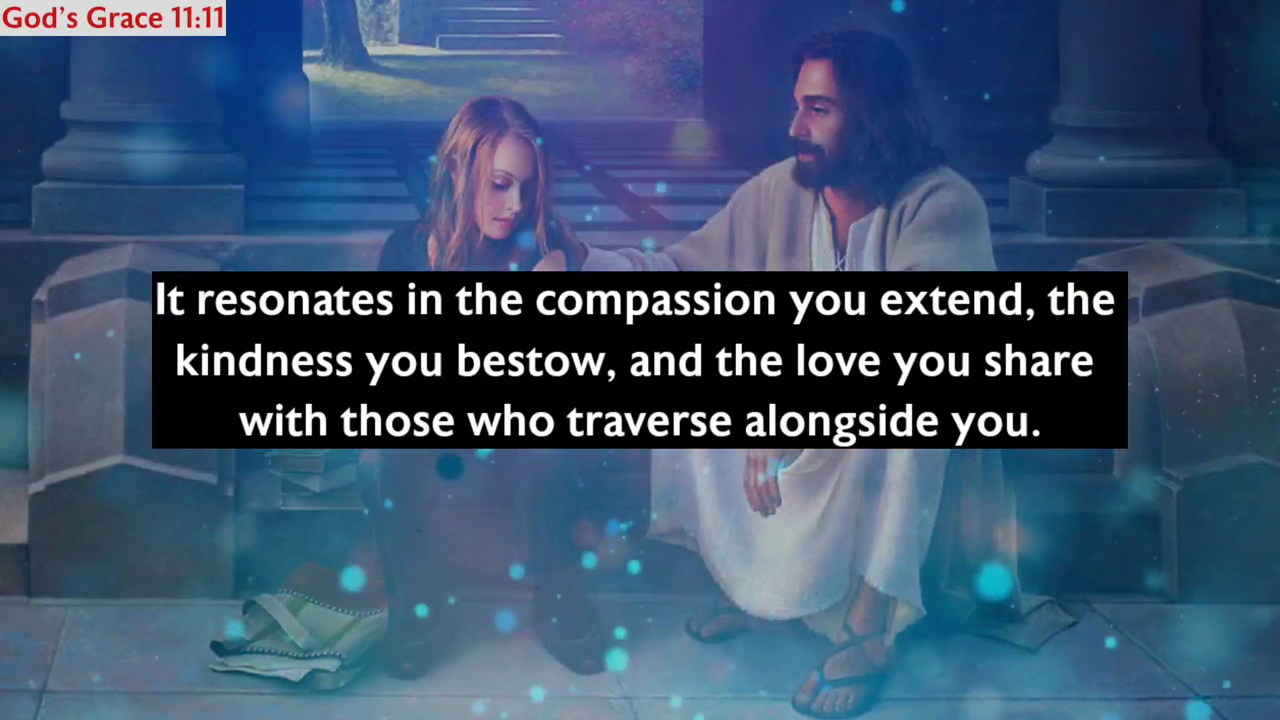 God's Grace 11:11
It resonates in the compassion you extend, the
kindness you bestow, and the love you share
with those who traverse alongside you.